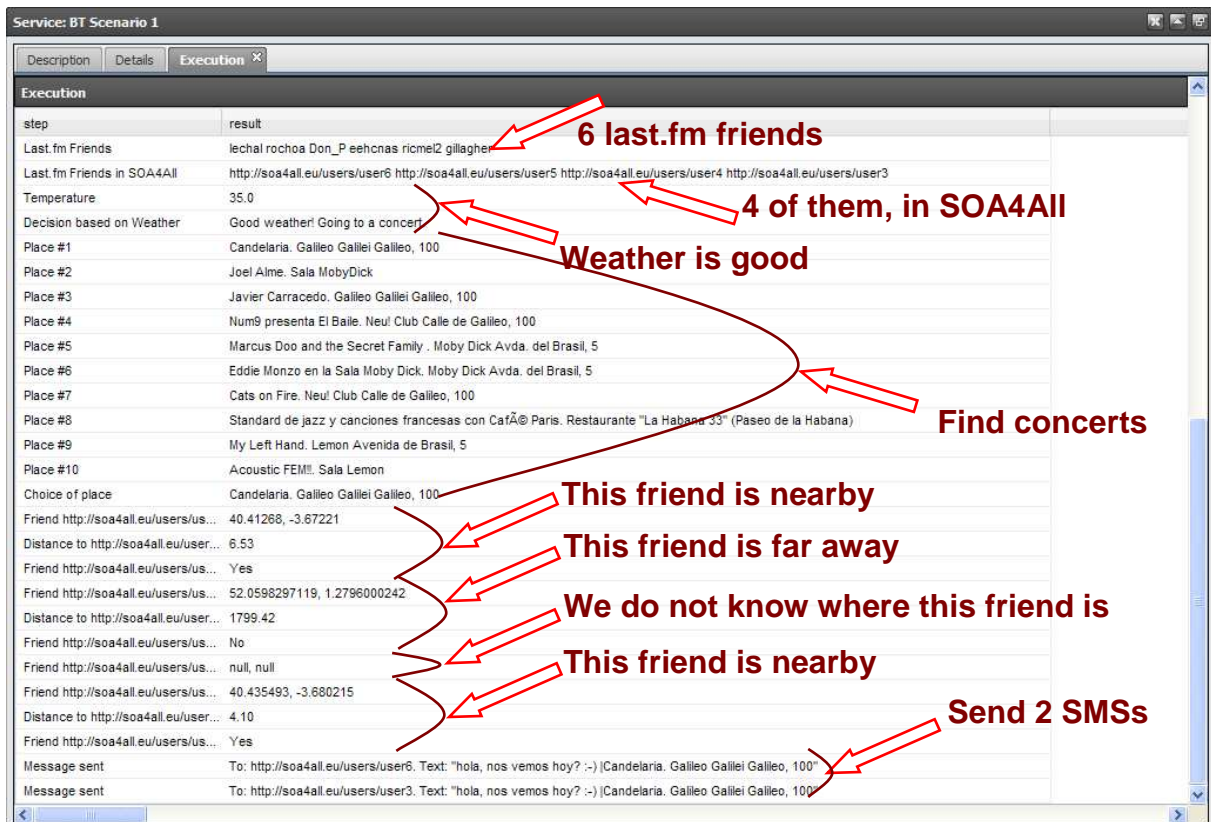 Service: BT Scenario 1
Description Details Execution
Execution
step result
Last.fm Friends lechal rochoa Don_P eehcnas ricmel2 gillagher
6 last.fm friends
Last.fm Friends in SOA4All http://soa4all.eu/users/user6 http://soa4all.eu/users/user5 http://soa4all.eu/users/user4 http://soa4all.eu/users/user3
4 of them, in SOA4All
Temperature 35.0
Decision based on Weather Good weather! Going to a concert
Weather is good
Place #1 Candelaria. Galileo Galilei Galileo, 100
Place #2 Joel Alme. Sala MobyDick
Place #3 Javier Carracedo. Galileo Galilei Galileo, 100
Place #4 Num9 presenta El Baile. Neu! Club Calle de Galileo, 100
Place #5 Marcus Doo and the Secret Family . Moby Dick Avda. del Brasil, 5
Place #6 Eddie Monzo en la Sala Moby Dick. Moby Dick Avda. del Brasil, 5
Place #7 Cats on Fire. Neu! Club Calle de Galileo, 100
Place #8 Standard de jazz y canciones francesas con CafÃ© Paris. Restaurante "La Habana 33" (Paseo de la Habana)
Find concerts
Place #9 My Left Hand. Lemon Avenida de Brasil, 5
Place #10 Acoustic FEM!!. Sala Lemon
Choice of place Candelaria. Galileo Galilei Galileo, 100
This friend is nearby
Friend http://soa4all.eu/users/us... 40.41268, -3.67221
Distance to http://soa4all.eu/user... 6.53
This friend is far away
Friend http://soa4all.eu/users/us... Yes
Friend http://soa4all.eu/users/us... 52.0598297119, 1.2796000242
We do not know where this friend is
Distance to http://soa4all.eu/user... 1799.42
Friend http://soa4all.eu/users/us... No
Friend http://soa4all.eu/users/us... null, null
This friend is nearby
Friend http://soa4all.eu/users/us... 40.435493, -3.680215
Distance to http://soa4all.eu/user... 4.10
Send 2 SMSs
Friend http://soa4all.eu/users/us... Yes
Message sent To: http://soa4all.eu/users/user6. Text: "hola, nos vemos hoy? :-) |Candelaria. Galileo Galilei Galileo, 100"
Message sent To: http://soa4all.eu/users/user3. Text: "hola, nos vemos hoy? :-) |Candelaria. Galileo Galilei Galileo, 100"